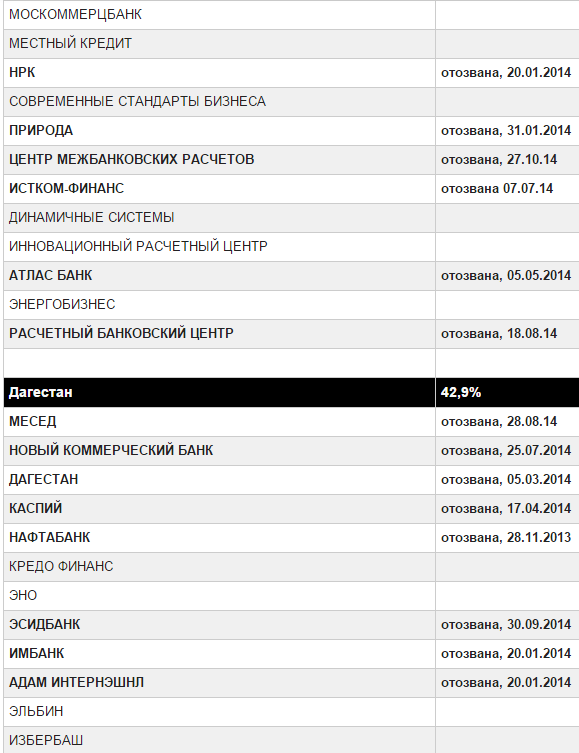 МОСКОММЕРЦБАНК
МЕСТНЫЙ КРЕДИТ
НРК отозвана, 20.01.2014
СОВРЕМЕННЫЕ СТАНДАРТЫ БИЗНЕСА
ПРИРОДА отозвана, 31.01.2014
ЦЕНТР МЕЖБАНКОВСКИХ РАСЧЕТОВ отозвана, 27.10.14
ИСТКОМ-ФИНАНС отозвана 07.07.14
ДИНАМИЧНЫЕ СИСТЕМЫ
ИННОВАЦИОННЫЙ РАСЧЕТНЫЙ ЦЕНТР
АТЛАС БАНК отозвана, 05.05.2014
ЭНЕРГОБИЗНЕС
РАСЧЕТНЫЙ БАНКОВСКИЙ ЦЕНТР отозвана, 18.08.14
Дагестан 42,9%
МЕСЕД отозвана, 28.08.14
НОВЫЙ КОММЕРЧЕСКИЙ БАНК отозвана, 25.07.2014
ДАГЕСТАН отозвана, 05.03.2014
КАСПИЙ отозвана, 17.04.2014
НАФТАБАНК отозвана, 28.11.2013
КРЕДО ФИНАНС
ЭНО
ЭСИДБАНК отозвана, 30.09.2014
ИМБАНК отозвана, 20.01.2014
АДАМ ИНТЕРНЭШНЛ отозвана, 20.01.2014
ЭЛЬБИН
ИЗБЕРБАШ